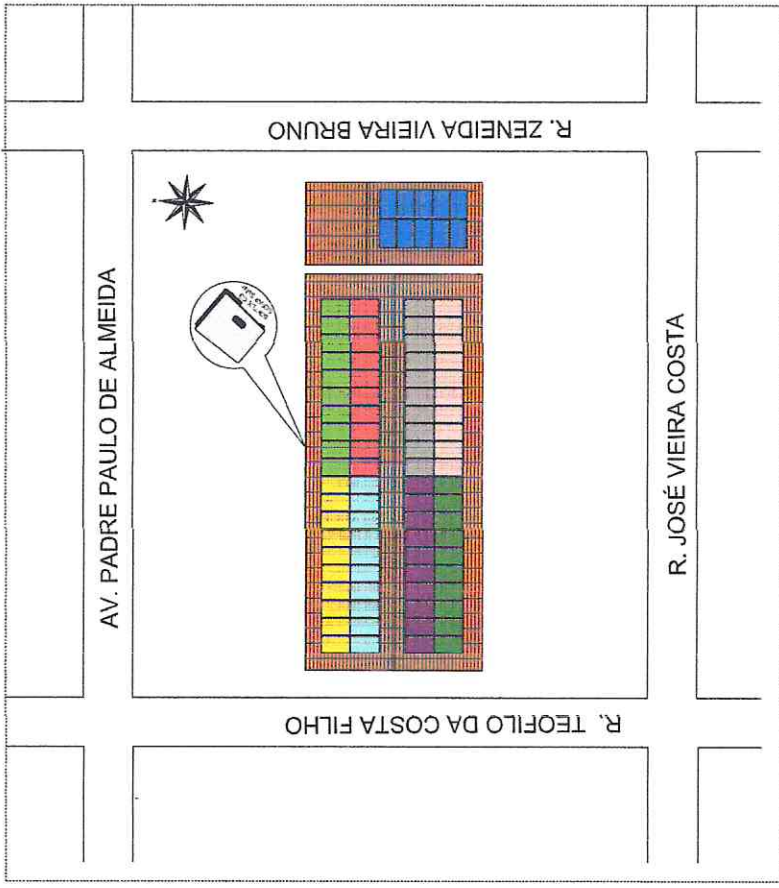 R. ZENEIDA VIEIRA BRUNO
AV. PADRE PAULO DE ALMEIDA
R. JOSÉ VIEIRA COSTA
R. TEOFILO DA COSTA FILHO